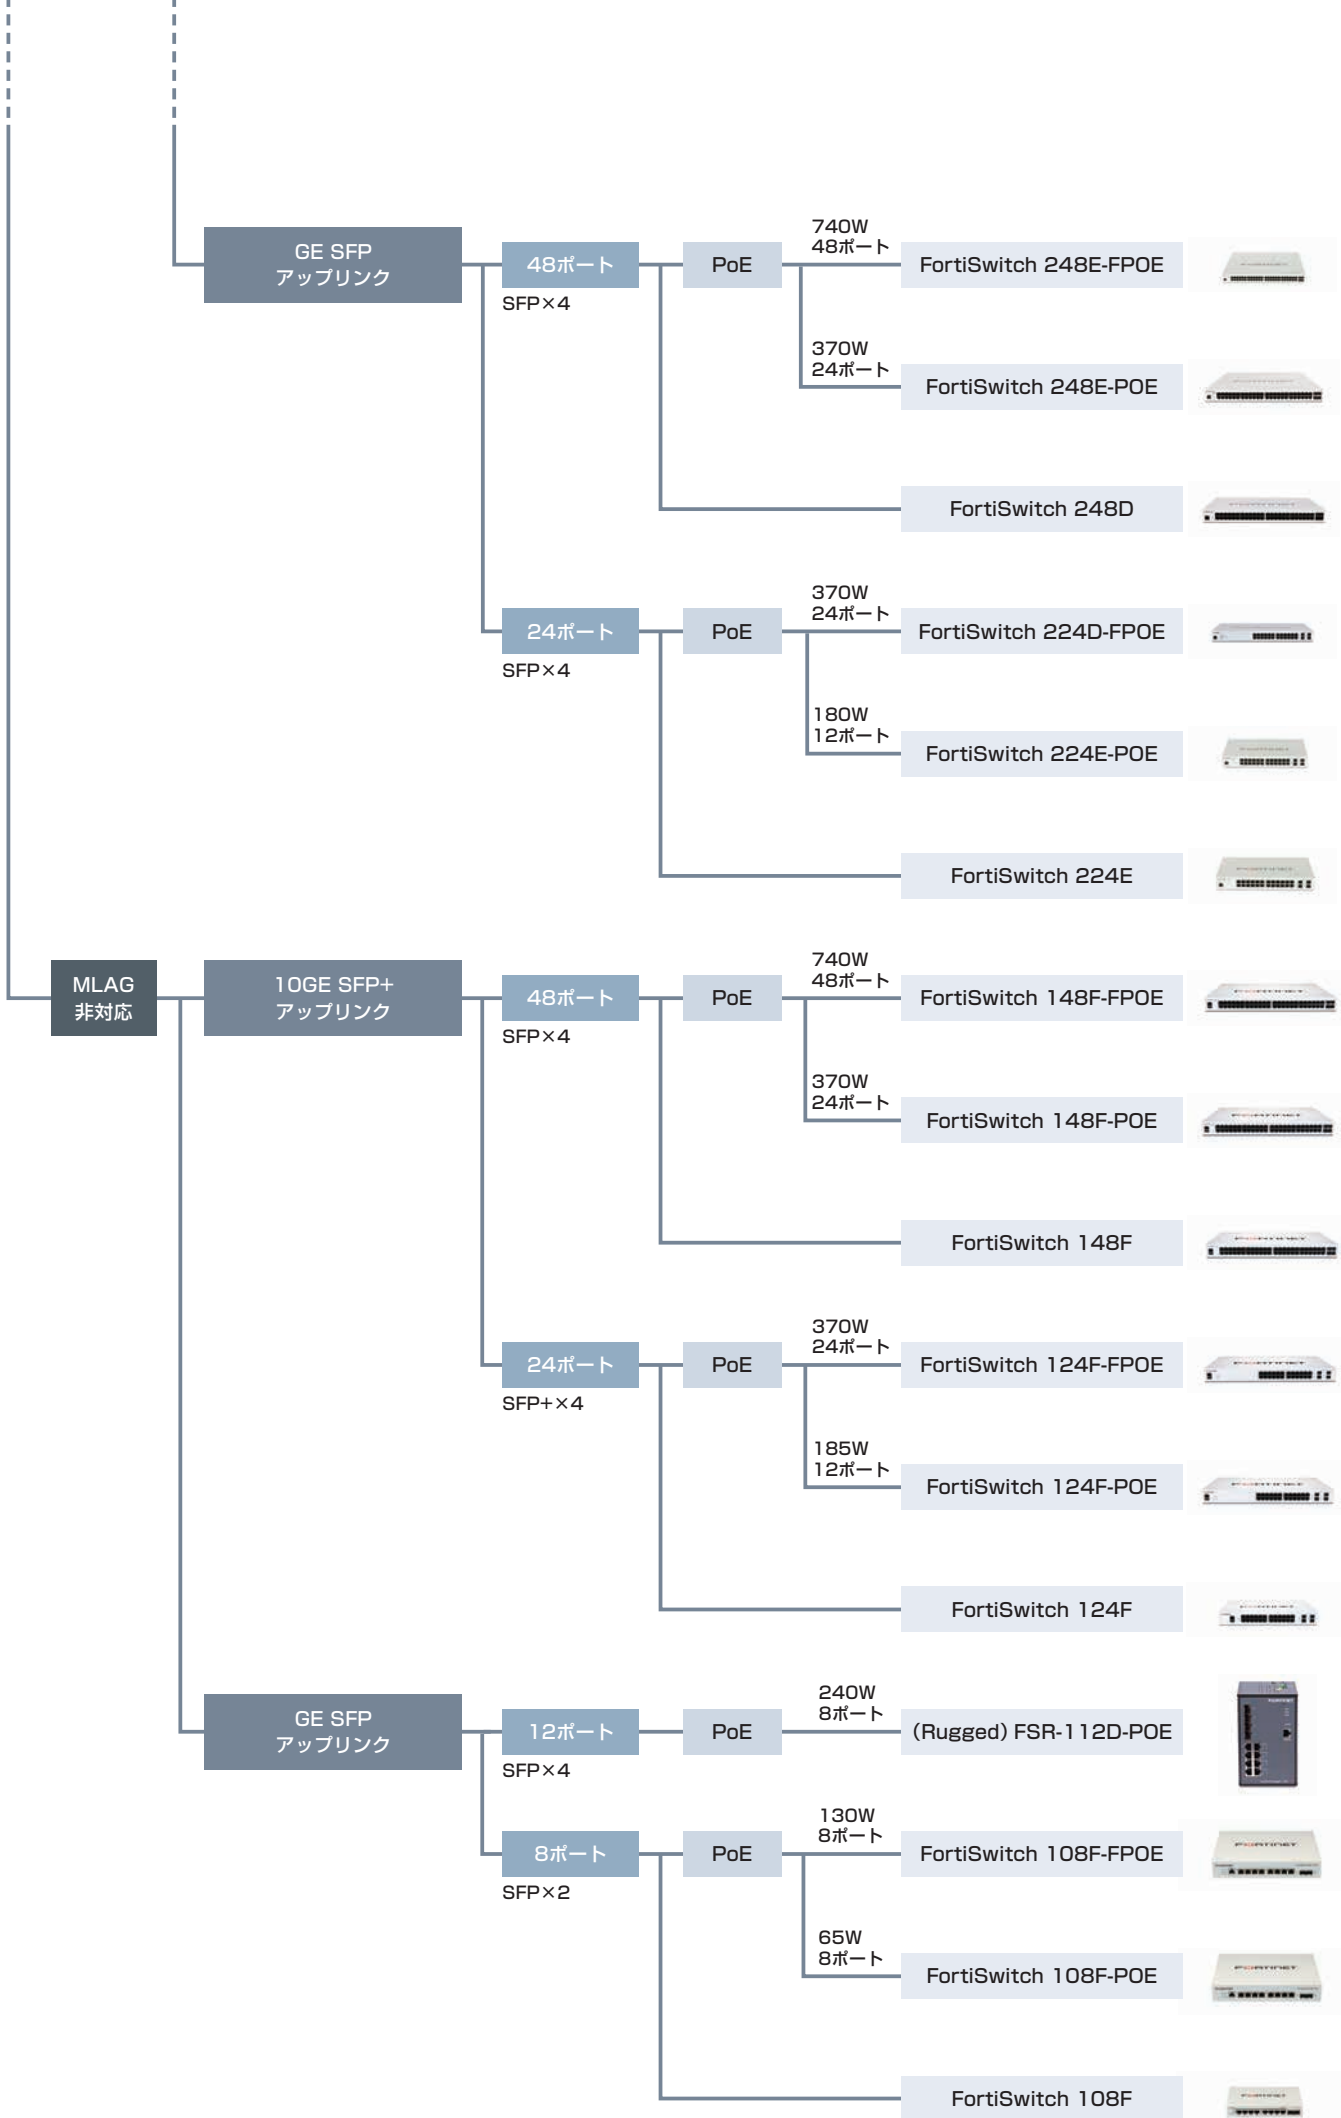 GE SFP
アップリンク
48ポート
SFP×4
PoE
740W
48ポート
FortiSwitch 248E-FPOE
370W
24ポート
FortiSwitch 248E-POE
FortiSwitch 248D
24ポート
SFP×4
PoE
370W
24ポート
FortiSwitch 224D-FPOE
180W
12ポート
FortiSwitch 224E-POE
FortiSwitch 224E
MLAG
非対応
10GE SFP+
アップリンク
48ポート
SFP×4
PoE
740W
48ポート
FortiSwitch 148F-FPOE
370W
24ポート
FortiSwitch 148F-POE
FortiSwitch 148F
24ポート
SFP+×4
PoE
370W
24ポート
FortiSwitch 124F-FPOE
185W
12ポート
FortiSwitch 124F-POE
FortiSwitch 124F
GE SFP
アップリンク
12ポート
SFP×4
PoE
240W
8ポート
(Rugged) FSR-112D-POE
8ポート
SFP×2
PoE
130W
8ポート
FortiSwitch 108F-FPOE
65W
8ポート
FortiSwitch 108F-POE
FortiSwitch 108F